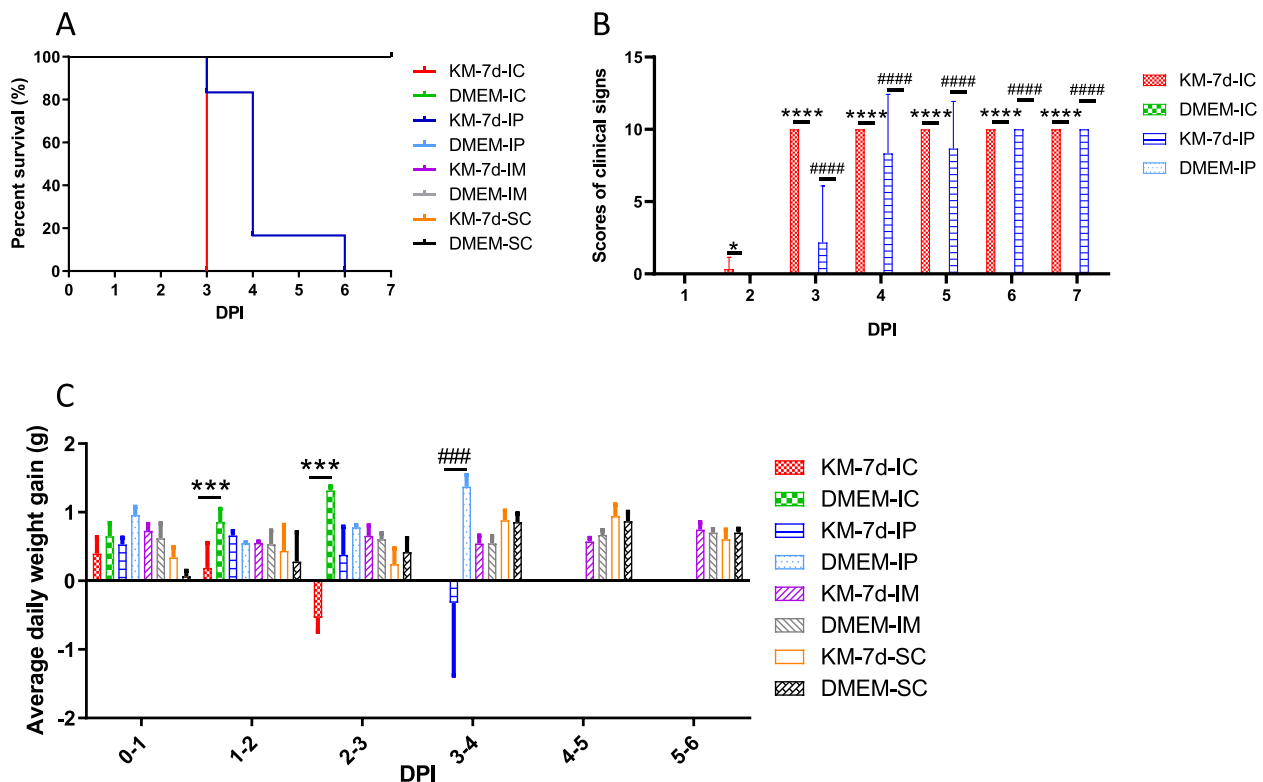 A
Percent survival (%)
100
80
60
40
20
0
0 1 2 3 4 5 6 7
DPI
KM-7d-IC
DMEM-IC
KM-7d-IP
DMEM-IP
KM-7d-IM
DMEM-IM
KM-7d-SC
DMEM-SC
B
Scores of clinical signs
15
10
5
0
*
**** #### **** #### **** #### **** #### **** ####
1 2 3 4 5 6 7
DPI
KM-7d-IC
DMEM-IC
KM-7d-IP
DMEM-IP
C
Average daily weight gain (g)
2
1
0
-1
-2
*** *** ###
0-1 1-2 2-3 3-4 4-5 5-6
DPI
KM-7d-IC
DMEM-IC
KM-7d-IP
DMEM-IP
KM-7d-IM
DMEM-IM
KM-7d-SC
DMEM-SC